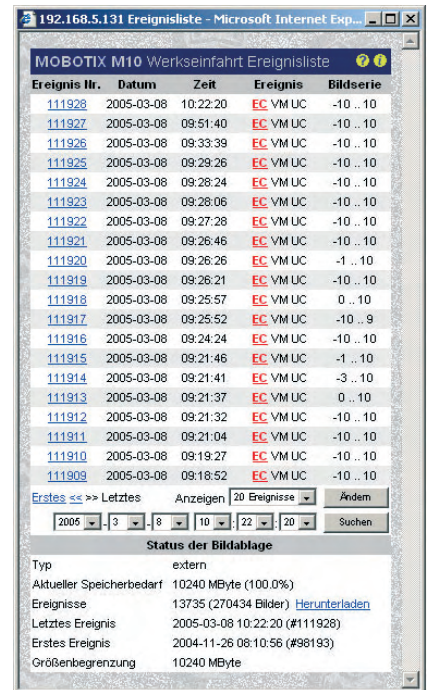 192.168.5.131 Ereignisliste - Microsoft Internet Exp...
MOBOTIX M10 Werkseinfahrt Ereignisliste ? i
Ereignis Nr. Datum Zeit Ereignis Bildserie
111928 2005-03-08 10:22:20 EC VM UC -10 .. 10
111927 2005-03-08 09:51:40 EC VM UC -10 .. 10
111926 2005-03-08 09:33:39 EC VM UC -10 .. 10
111925 2005-03-08 09:29:26 EC VM UC -10 .. 10
111924 2005-03-08 09:28:24 EC VM UC -10 .. 10
111923 2005-03-08 09:28:06 EC VM UC -10 .. 10
111922 2005-03-08 09:27:28 EC VM UC -10 .. 10
111921 2005-03-08 09:26:46 EC VM UC -10 .. 10
111920 2005-03-08 09:26:26 EC VM UC -1 .. 10
111919 2005-03-08 09:26:21 EC VM UC -10 .. 10
111918 2005-03-08 09:25:57 EC VM UC 0 .. 10
111917 2005-03-08 09:25:52 EC VM UC -10 .. 9
111916 2005-03-08 09:24:24 EC VM UC -10 .. 10
111915 2005-03-08 09:21:46 EC VM UC -1 .. 10
111914 2005-03-08 09:21:41 EC VM UC -3 .. 10
111913 2005-03-08 09:21:37 EC VM UC 0 .. 10
111912 2005-03-08 09:21:32 EC VM UC -10 .. 10
111911 2005-03-08 09:21:04 EC VM UC -10 .. 10
111910 2005-03-08 09:19:27 EC VM UC -10 .. 10
111909 2005-03-08 09:18:52 EC VM UC -10 .. 10
Erstes << >> Letztes Anzeigen 20 Ereignisse Ändern
2005 - 3 - 8 10 : 22 : 20 Suchen
Status der Bildablage
Typ extern
Aktueller Speicherbedarf 10240 MByte (100.0%)
Ereignisse 13735 (270434 Bilder) Herunterladen
Letztes Ereignis 2005-03-08 10:22:20 (#111928)
Erstes Ereignis 2004-11-26 08:10:56 (#98193)
Größenbegrenzung 10240 MByte